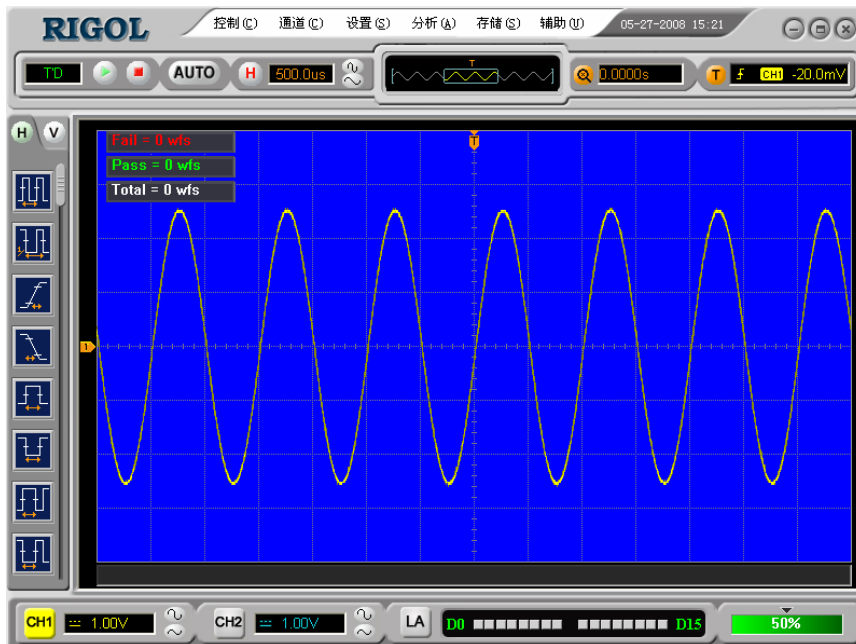 RIGOL
控制(C) 通道(C) 设置(S) 分析(A) 存储(S) 辅助(U) 05-27-2008 15:21
T'D AUTO H 500.0us T 0.0000s T CH1 -20.0mV
H V
Fail = 0 wfs
Pass = 0 wfs
Total = 0 wfs
T
1
CH1 1.00V CH2 1.00V LA D0 D15 50%